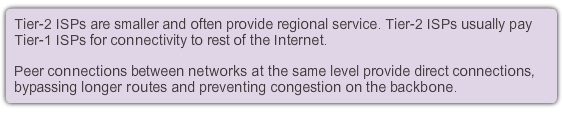 Tier-2 ISPs are smaller and often provide regional service. Tier-2 ISPs usually pay
Tier-1 ISPs for connectivity to rest of the Internet.
Peer connections between networks at the same level provide direct connections,
bypassing longer routes and preventing congestion on the backbone.